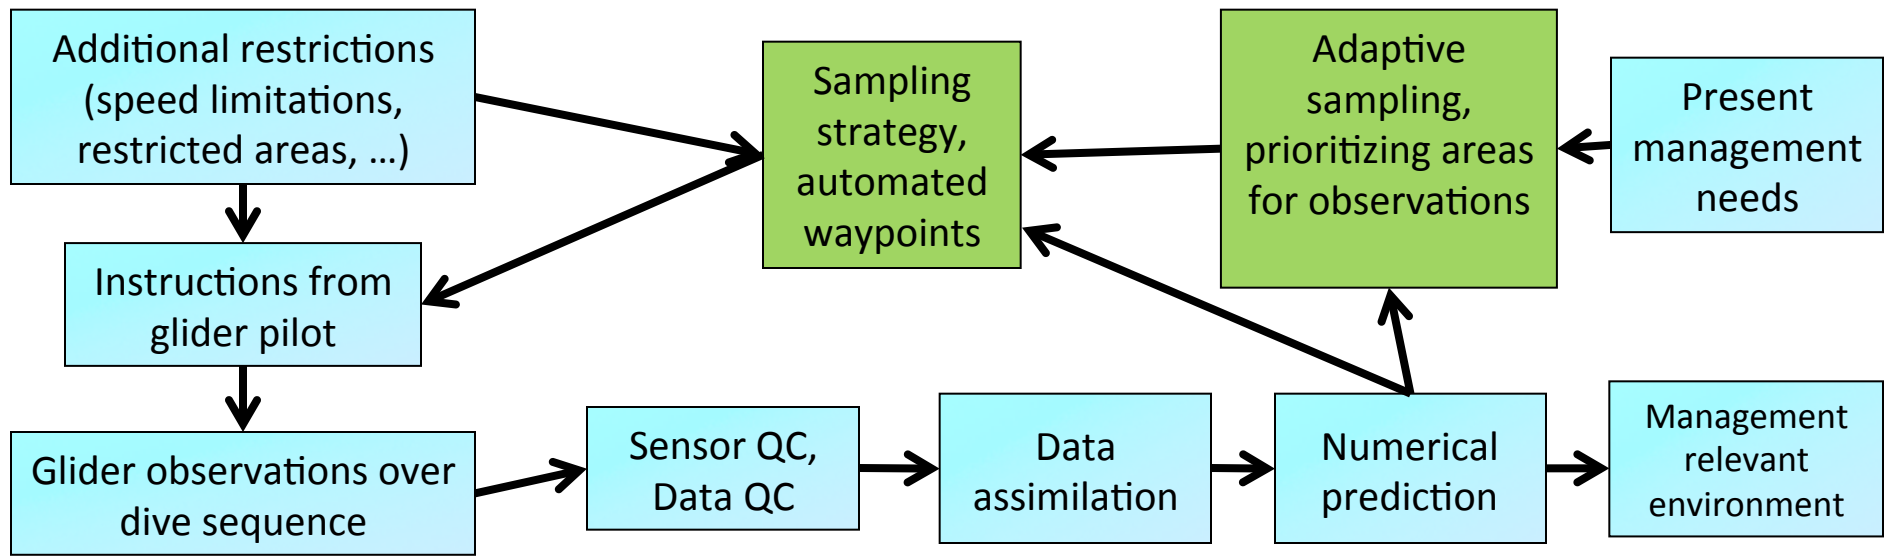 Additional restrictions
(speed limitations,
restricted areas, ...)
Sampling
strategy,
automated
waypoints
Adaptive
sampling,
prioritizing areas
for observations
Present
management
needs
Instructions from
glider pilot
Glider observations over
dive sequence
Sensor QC,
Data QC
Data
assimilation
Numerical
prediction
Management
relevant
environment